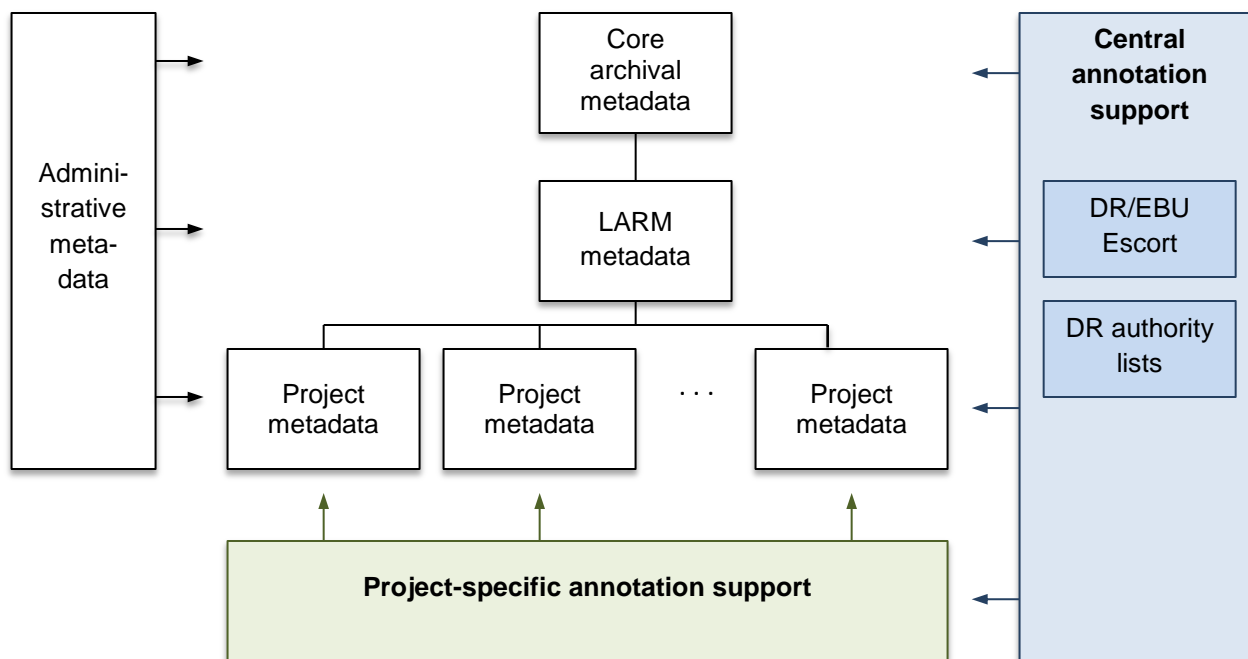 Core
archival
metadata
Central
annotation
support
Admini-
strative
meta-
data
LARM
metadata
DR/EBU
Escort
DR authority
lists
Project
metadata
Project
metadata
. . .
Project
metadata
Project-specific annotation support